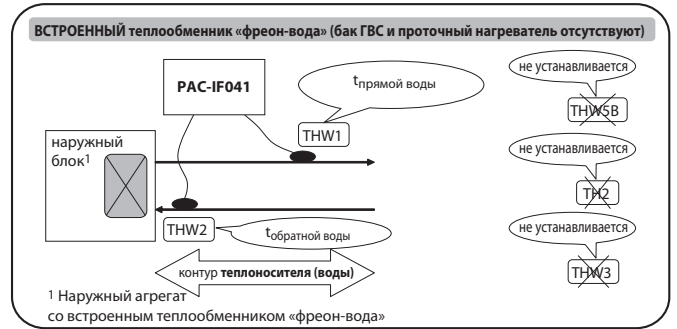 ВСТРОЕННЫЙ теплообменник «фреон-вода» (бак ГВС и проточный нагреватель отсутствуют)
PAC-IF041
tпрямой воды
THW1
не устанавливается
THW5B
наружный
блок1
не устанавливается
TH2
THW2
tобратной воды
не устанавливается
THW3
контур теплоносителя (воды)
1 Наружный агрегат
со встроенным теплообменником «фреон-вода»